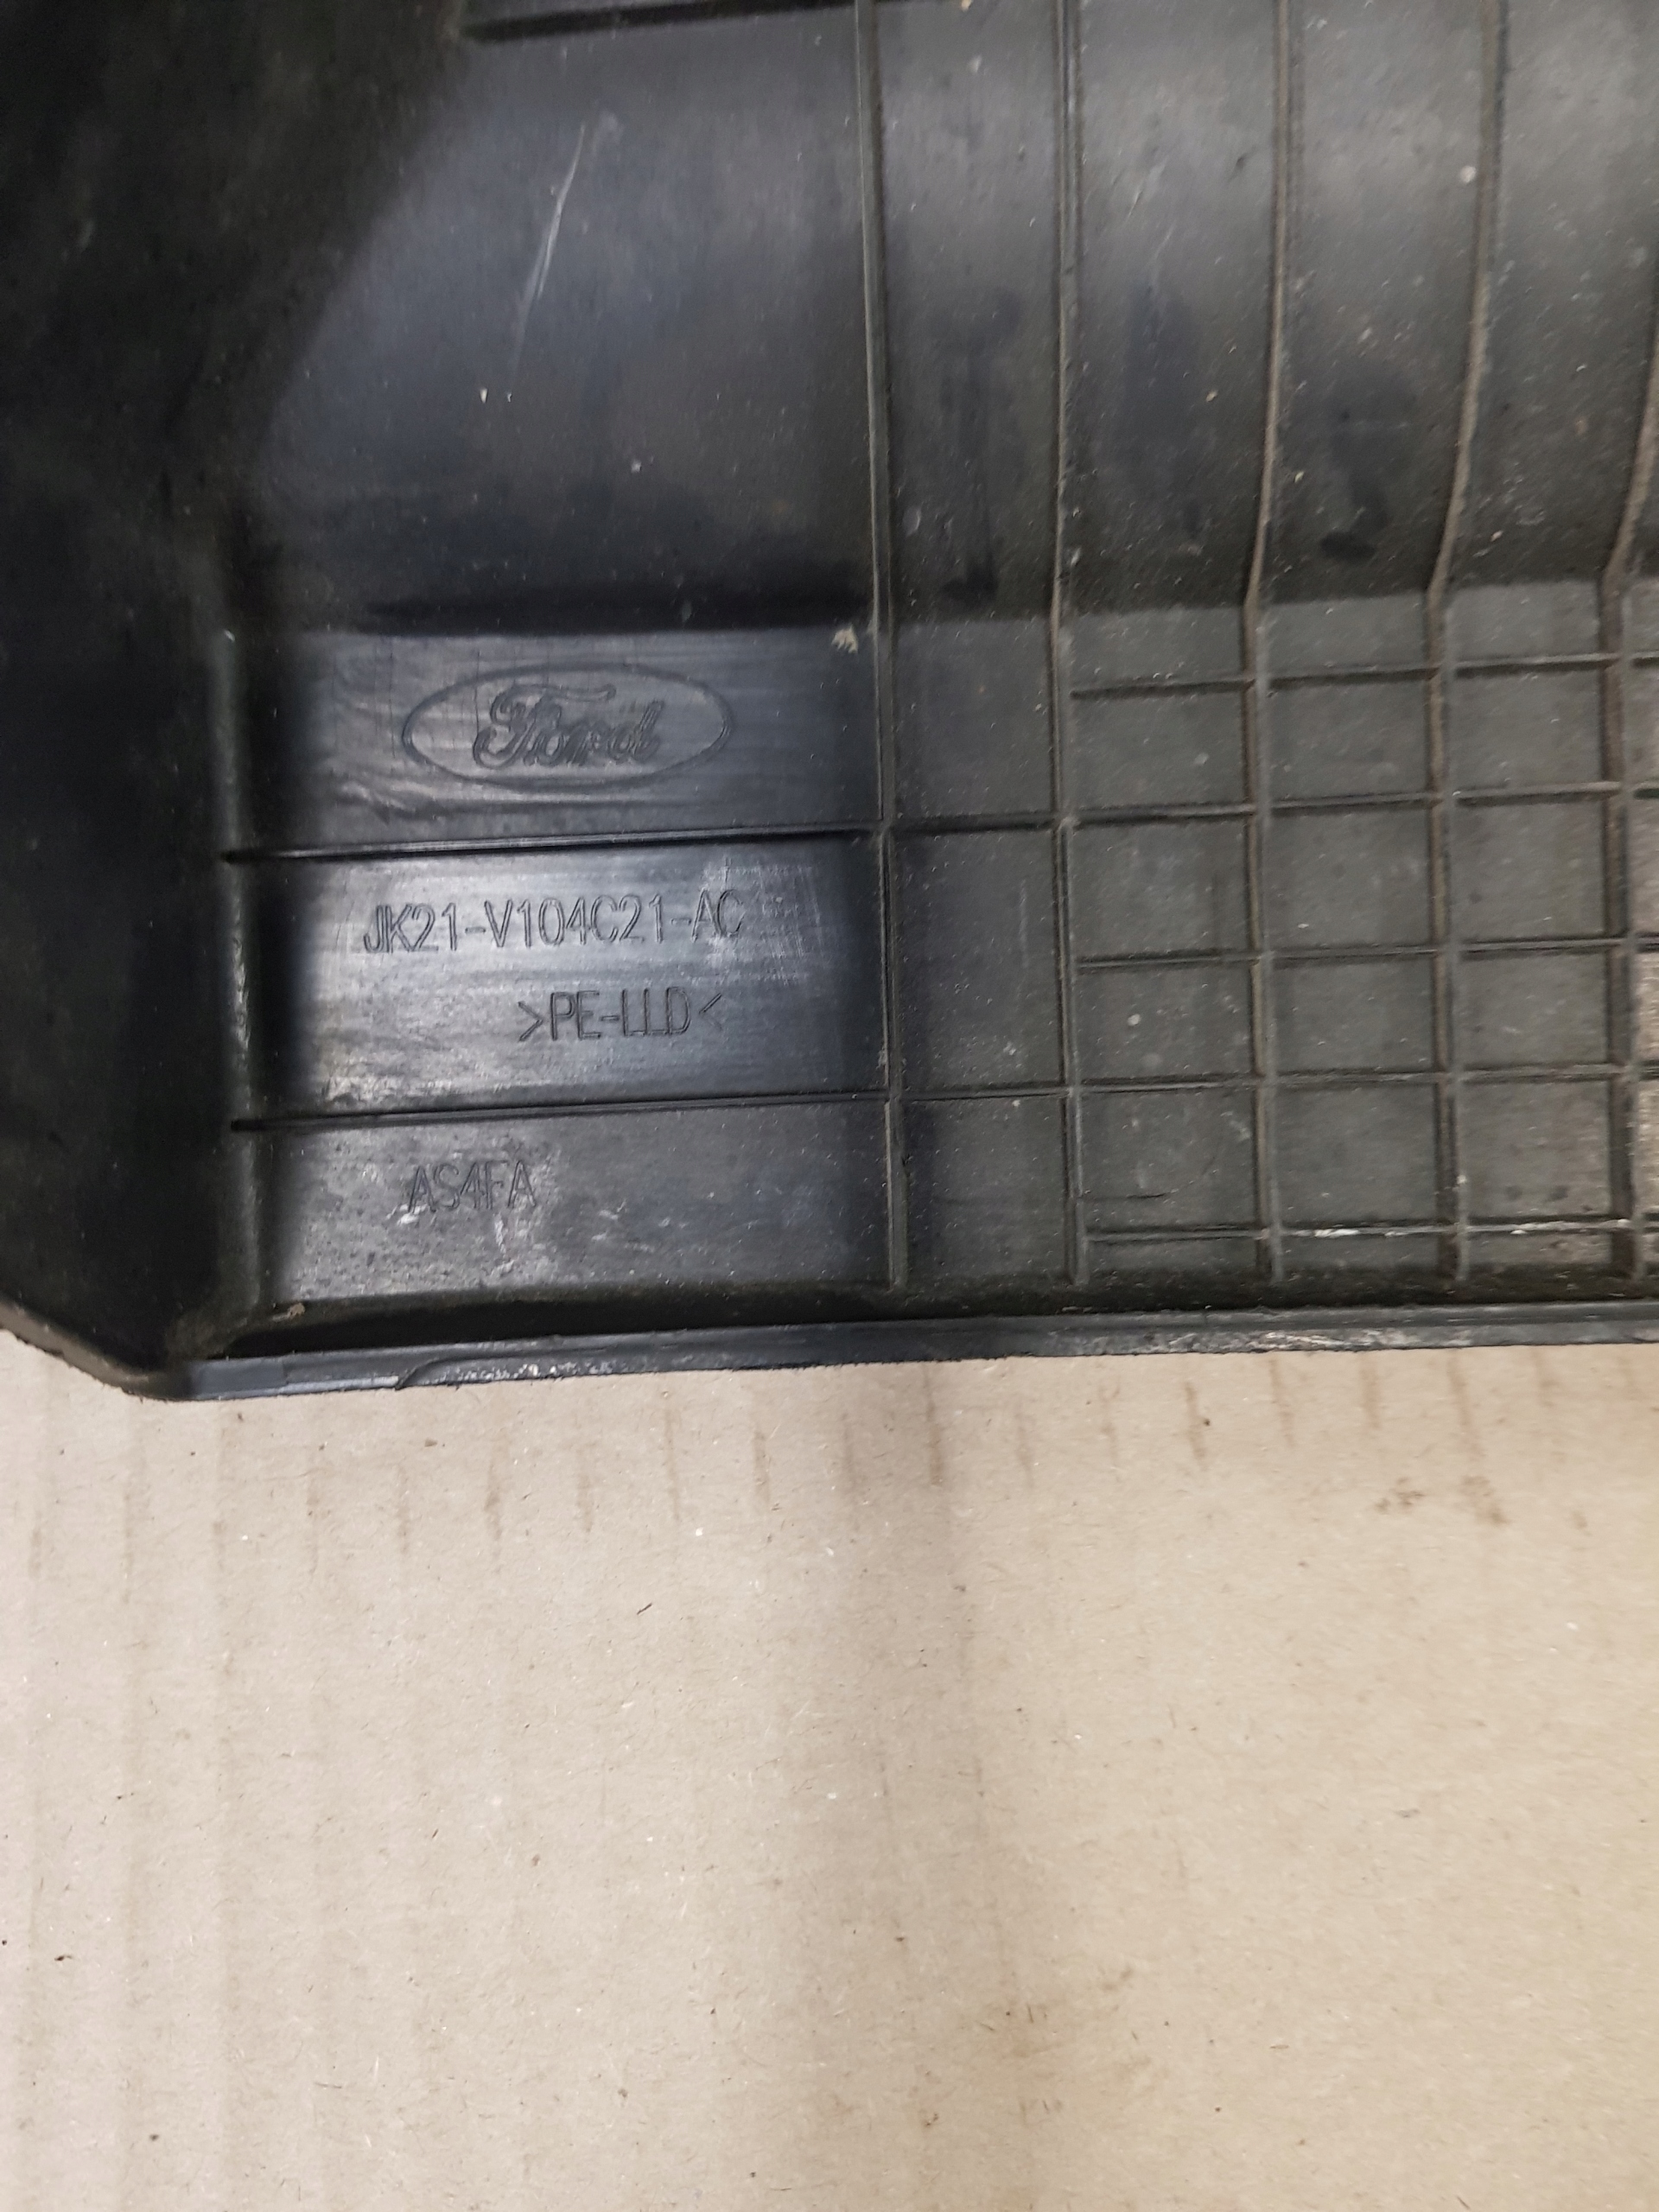 Ford
JK21-V104C21-AC
>PE-LLD<
AS4FA